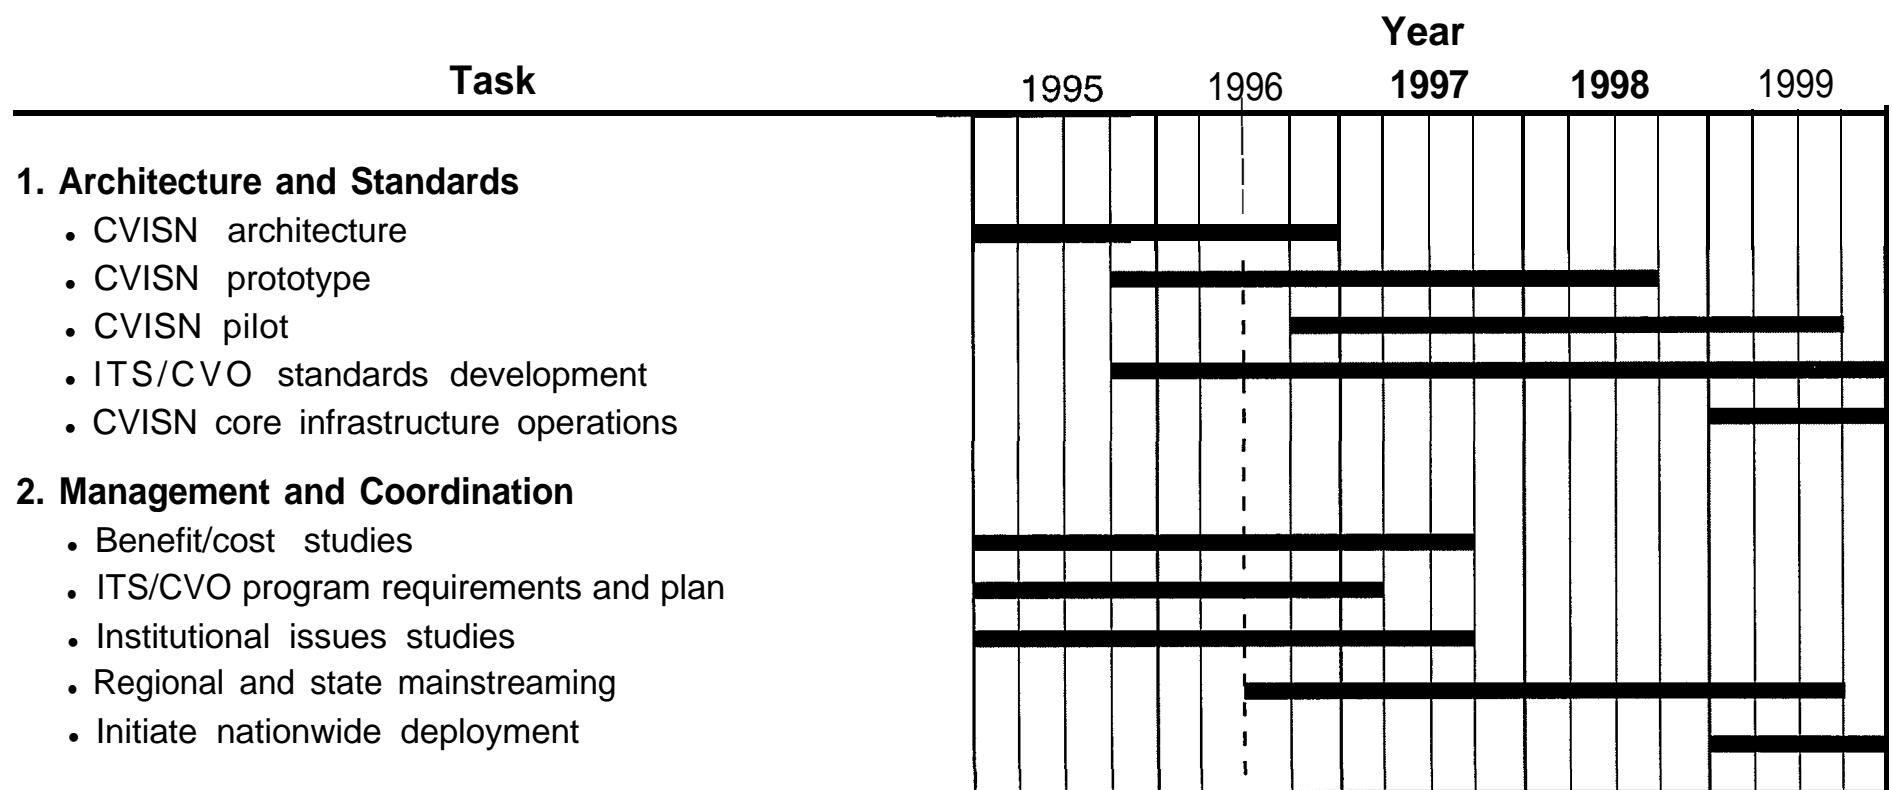 Year
Task 1995 1996 1997 1998 1999
1. Architecture and Standards
• CVISN architecture
• CVISN prototype
• CVISN pilot
• ITS/CVO standards development
• CVISN core infrastructure operations
2. Management and Coordination
• Benefit/cost studies
• ITS/CVO program requirements and plan
• Institutional issues studies
• Regional and state mainstreaming
• Initiate nationwide deployment